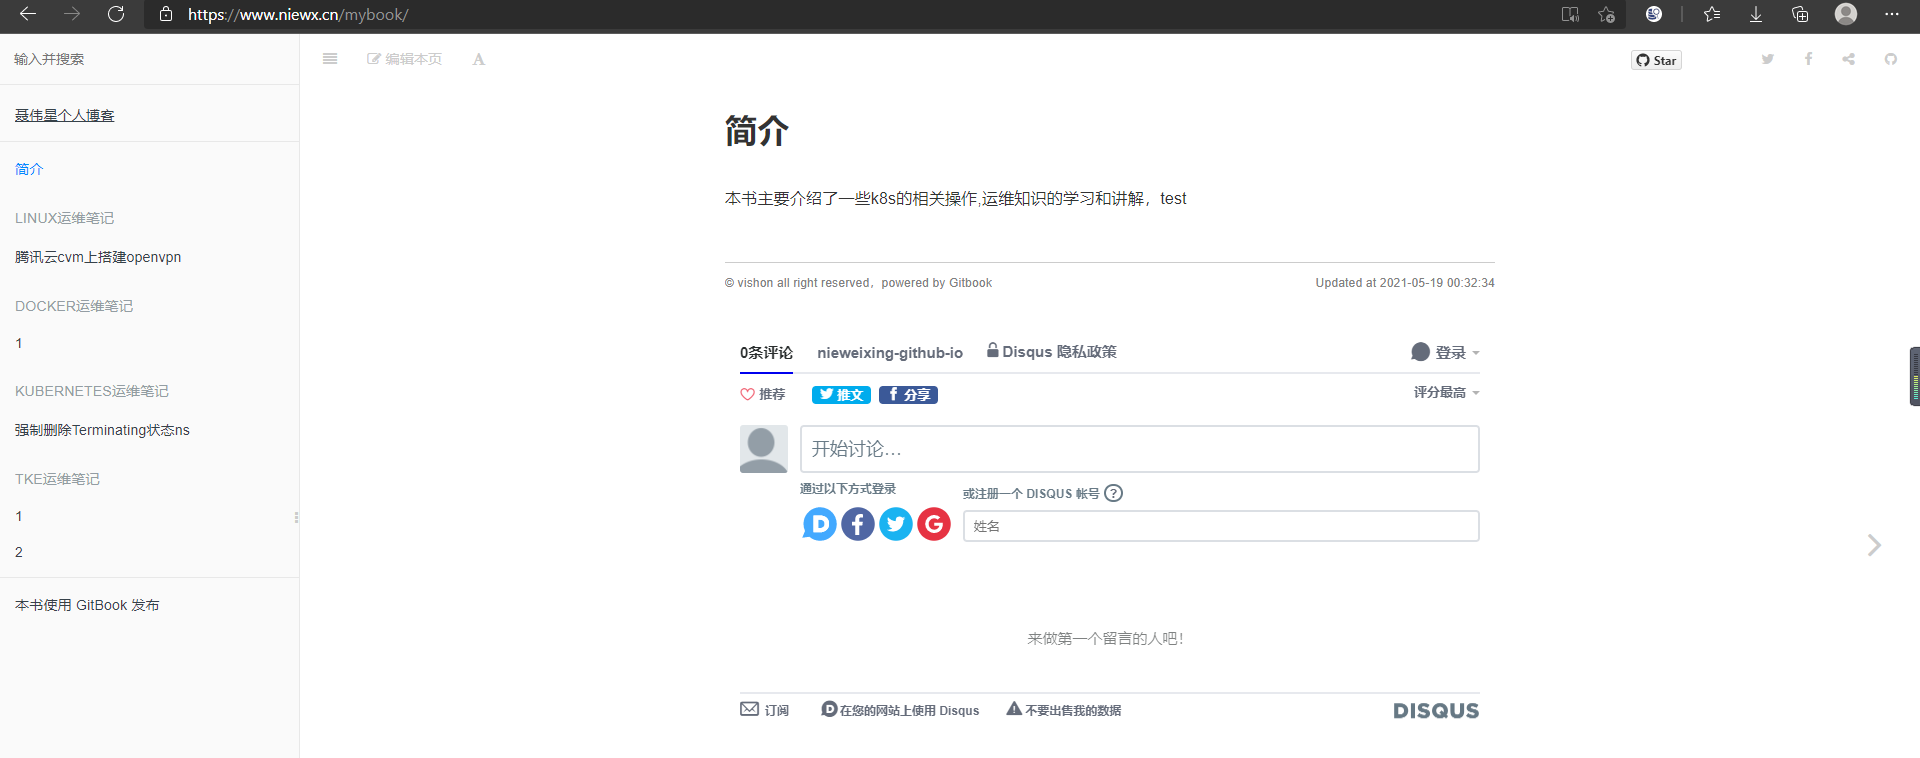 https://www.niewx.cn/mybook/
输入并搜索
编辑本页
A
Star
聂伟星个人博客
简介
LINUX运维笔记
腾讯云cvm上搭建openvpn
DOCKER运维笔记
1
KUBERNETES运维笔记
强制删除Terminating状态ns
TKE运维笔记
1
2
本书使用 GitBook 发布
简介
本书主要介绍了一些k8s的相关操作,运维知识的学习和讲解，test
© vishon all right reserved，powered by Gitbook
Updated at 2021-05-19 00:32:34
0条评论
nieweixing-github-io
Disqus 隐私政策
登录
推荐
推文
分享
评分最高
开始讨论...
通过以下方式登录
或注册一个 DISQUS 帐号 ?
姓名
来做第一个留言的人吧！
订阅
在您的网站上使用 Disqus
不要出售我的数据
DISQUS